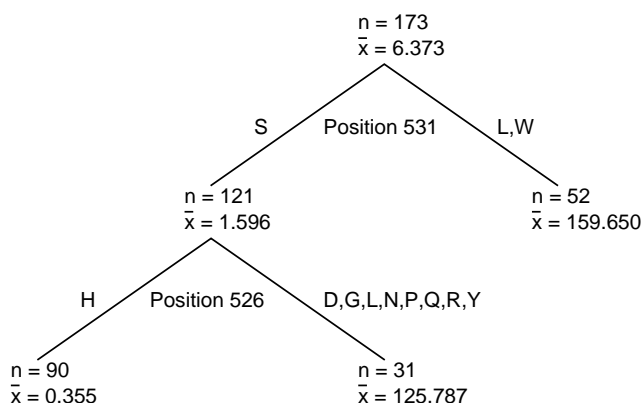 n = 173
x̄ = 6.373
S Position 531 L,W
n = 121
x̄ = 1.596
n = 52
x̄ = 159.650
H Position 526 D,G,L,N,P,Q,R,Y
n = 90
x̄ = 0.355
n = 31
x̄ = 125.787